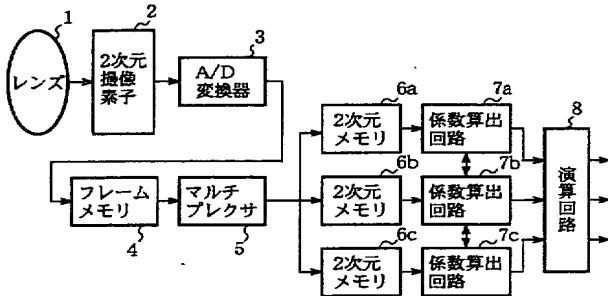 1
レンズ
2
2次元
撮像
素子
3
A/D
変換器
4
フレーム
メモリ
5
マルチ
プレクサ
6a
2次元
メモリ
7a
係数算出
回路
6b
2次元
メモリ
7b
係数算出
回路
6c
2次元
メモリ
7c
係数算出
回路
8
演算回路